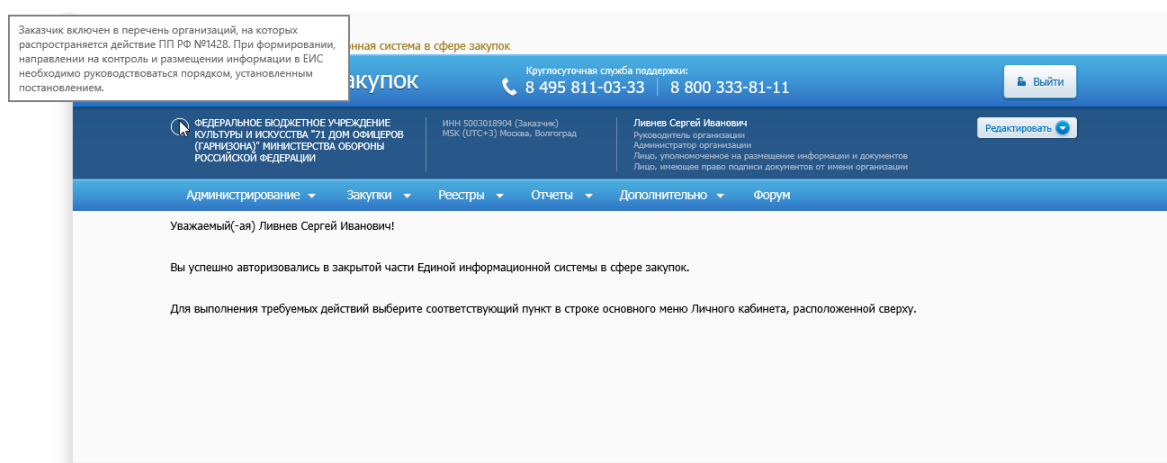 Заказчик включен в перечень организаций, на которых
распространяется действие ПП РФ №1428. При формировании,
направлении на контроль и размещении информации в ЕИС
необходимо руководствоваться порядком, установленным
постановлением.
нная система в сфере закупок
акупок
Круглосуточная служба поддержки:
8 495 811-03-33 | 8 800 333-81-11
Выйти
ФЕДЕРАЛЬНОЕ БЮДЖЕТНОЕ УЧРЕЖДЕНИЕ
КУЛЬТУРЫ И ИСКУССТВА "71 ДОМ ОФИЦЕРОВ
(ГАРНИЗОНА)" МИНИСТЕРСТВА ОБОРОНЫ
РОССИЙСКОЙ ФЕДЕРАЦИИ
ИНН 5003018904 (Заказчик)
MSK (UTC+3) Москва, Волгоград
Ливнев Сергей Иванович
Руководитель организации
Администратор организации
Лицо, уполномоченное на размещение информации и документов
Лицо, имеющее право подписи документов от имени организации
Редактировать
Администрирование Закупки Реестры Отчеты Дополнительно Форум
Уважаемый(-ая) Ливнев Сергей Иванович!
Вы успешно авторизовались в закрытой части Единой информационной системы в сфере закупок.
Для выполнения требуемых действий выберите соответствующий пункт в строке основного меню Личного кабинета, расположенной сверху.